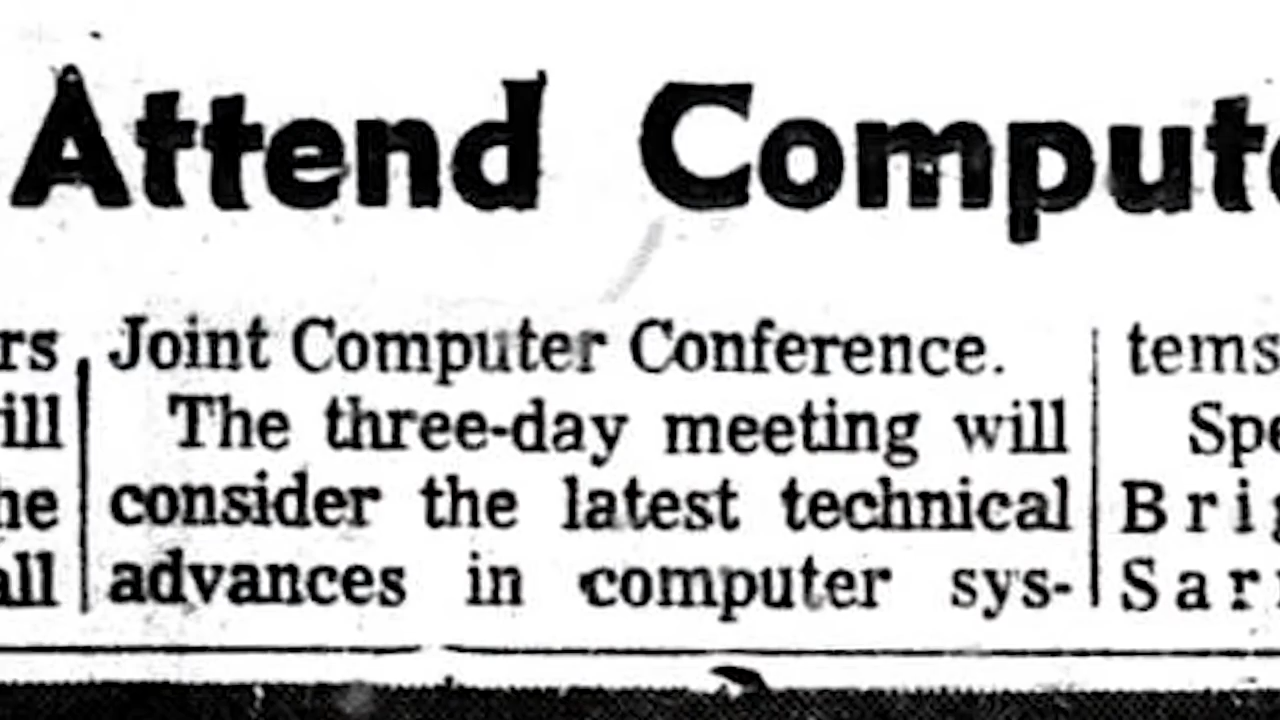 Attend Compute
rs
ill
he
all
Joint Computer Conference.
The three-day meeting will
consider the latest technical
advances in computer sys-
tems
Spe
Brig
Sar